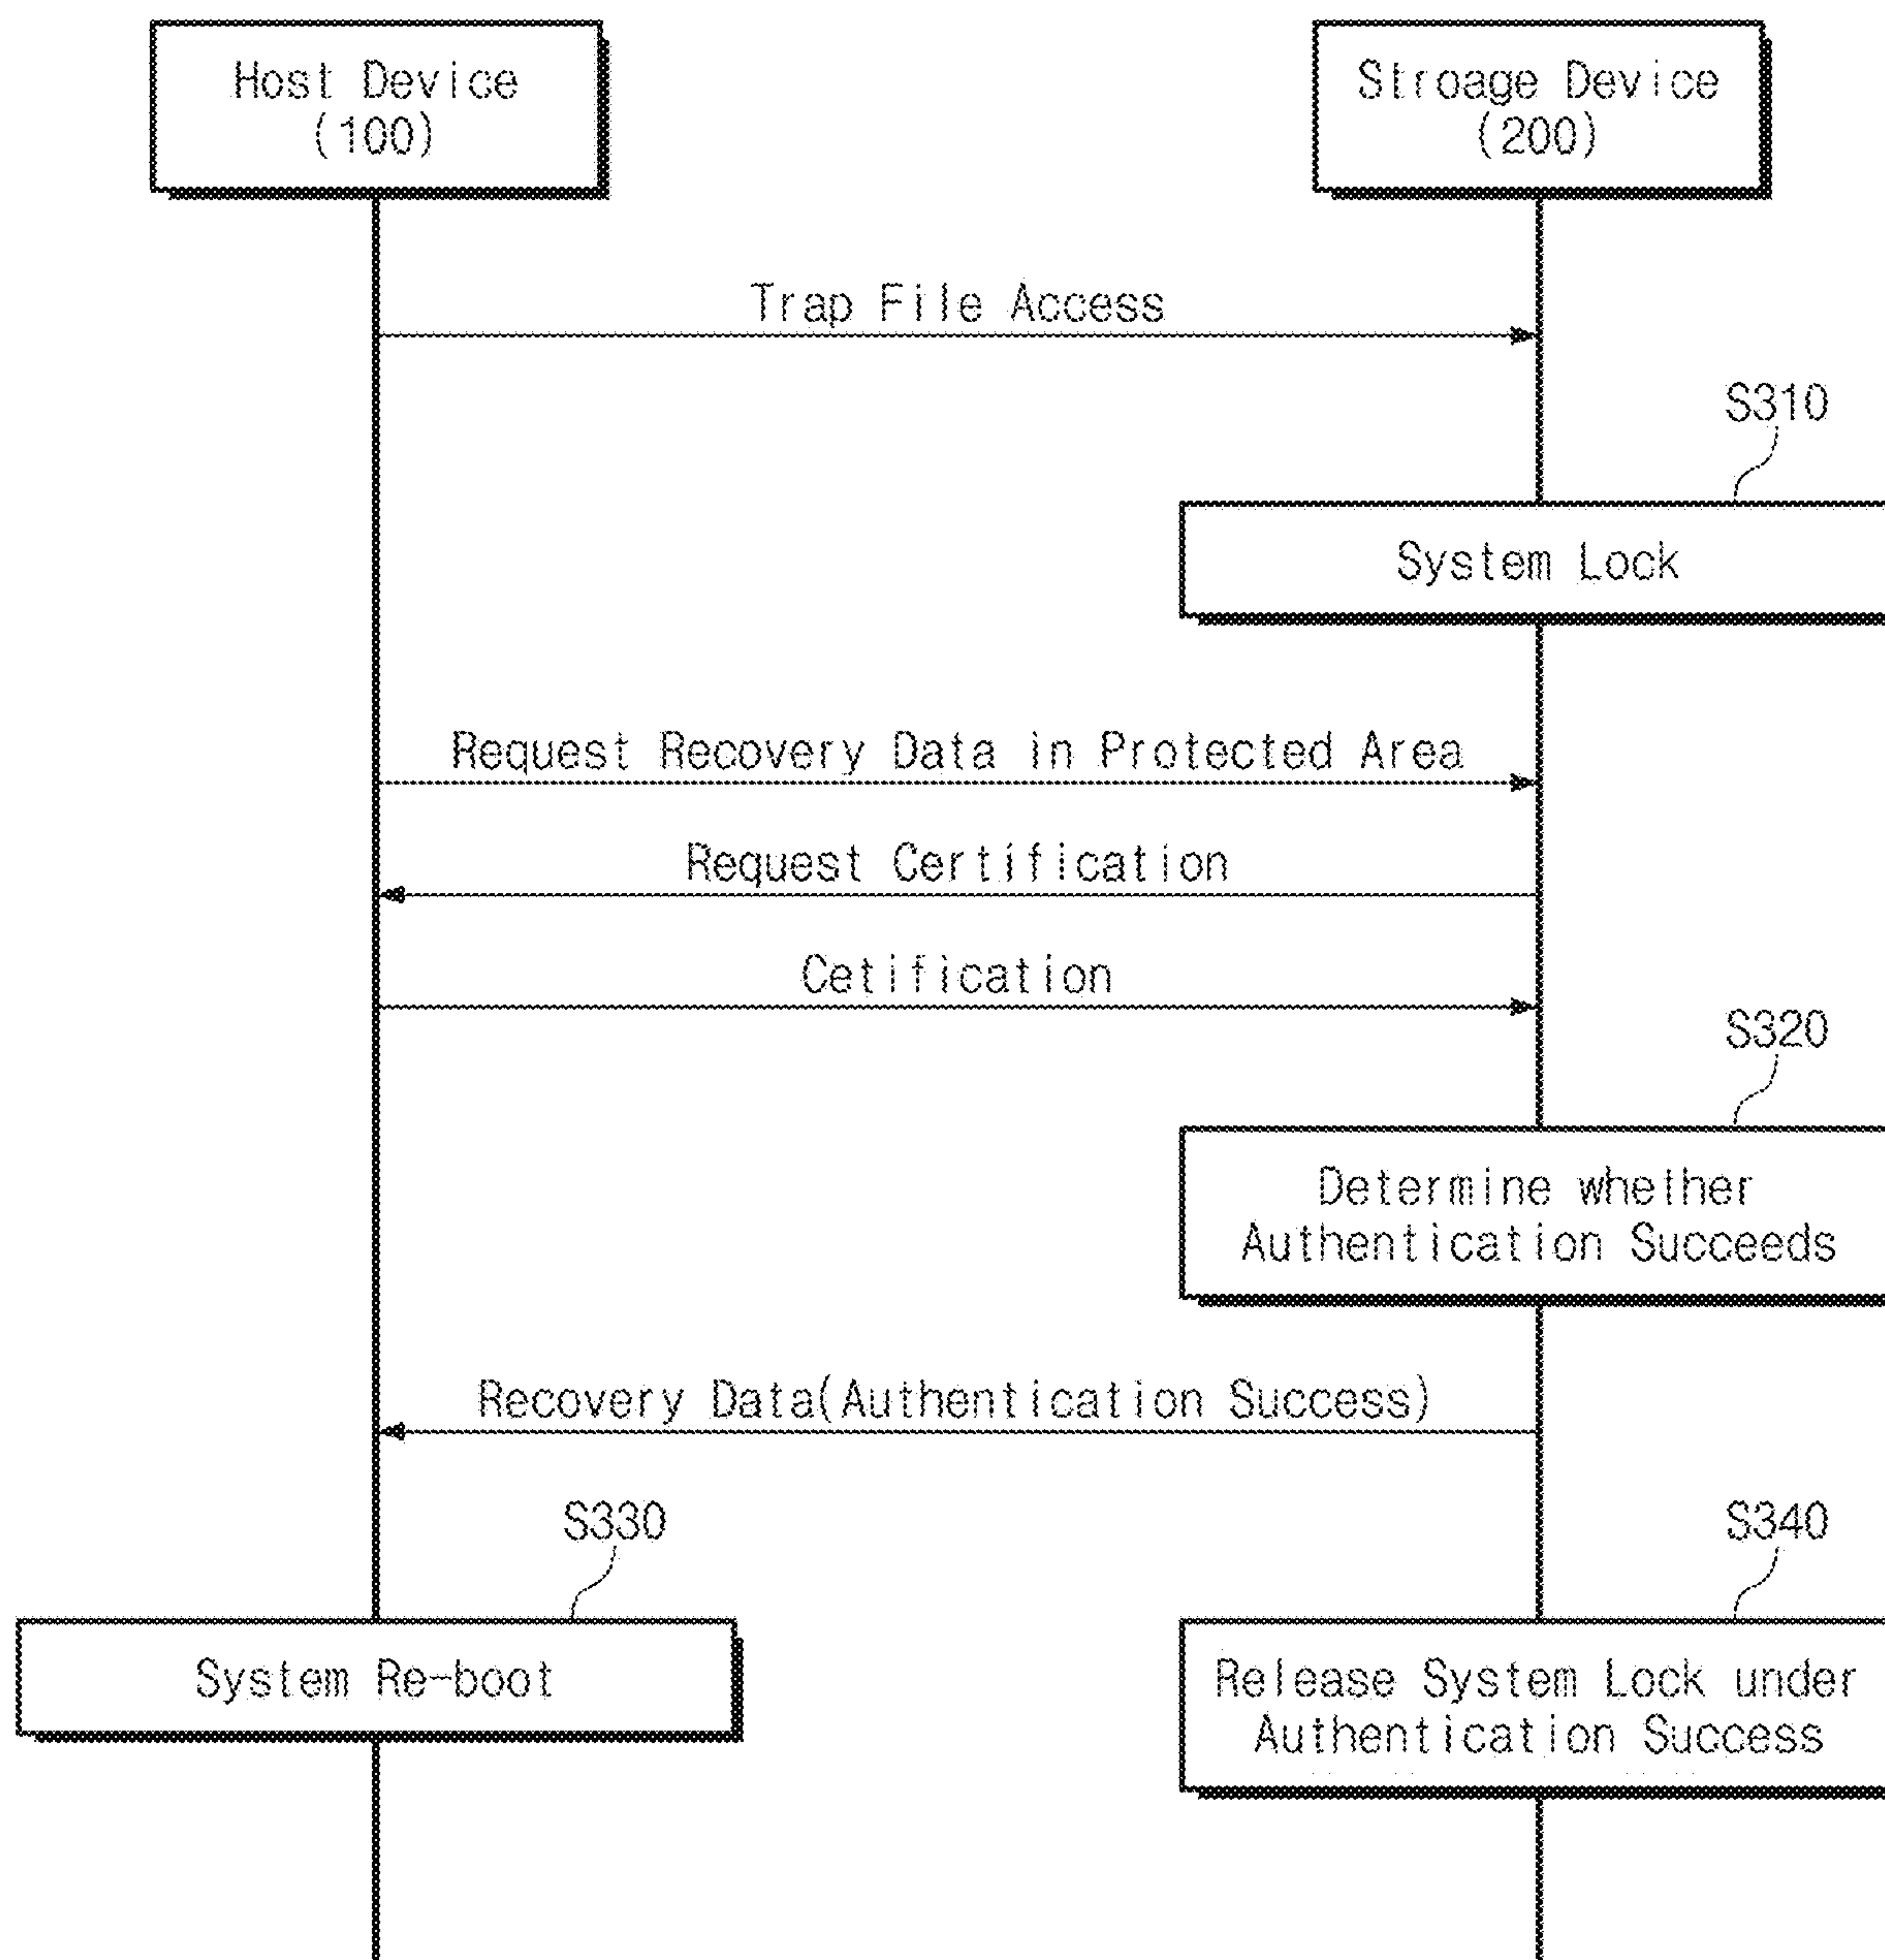 Host Device
(100)
Stroage Device
(200)
Trap File Access
S310
System Lock
Request Recovery Data in Protected Area
Request Certification
Cetification
S320
Determine whether
Authentication Succeeds
Recovery Data(Authentication Success)
S330
S340
System Re-boot
Release System Lock under
Authentication Success